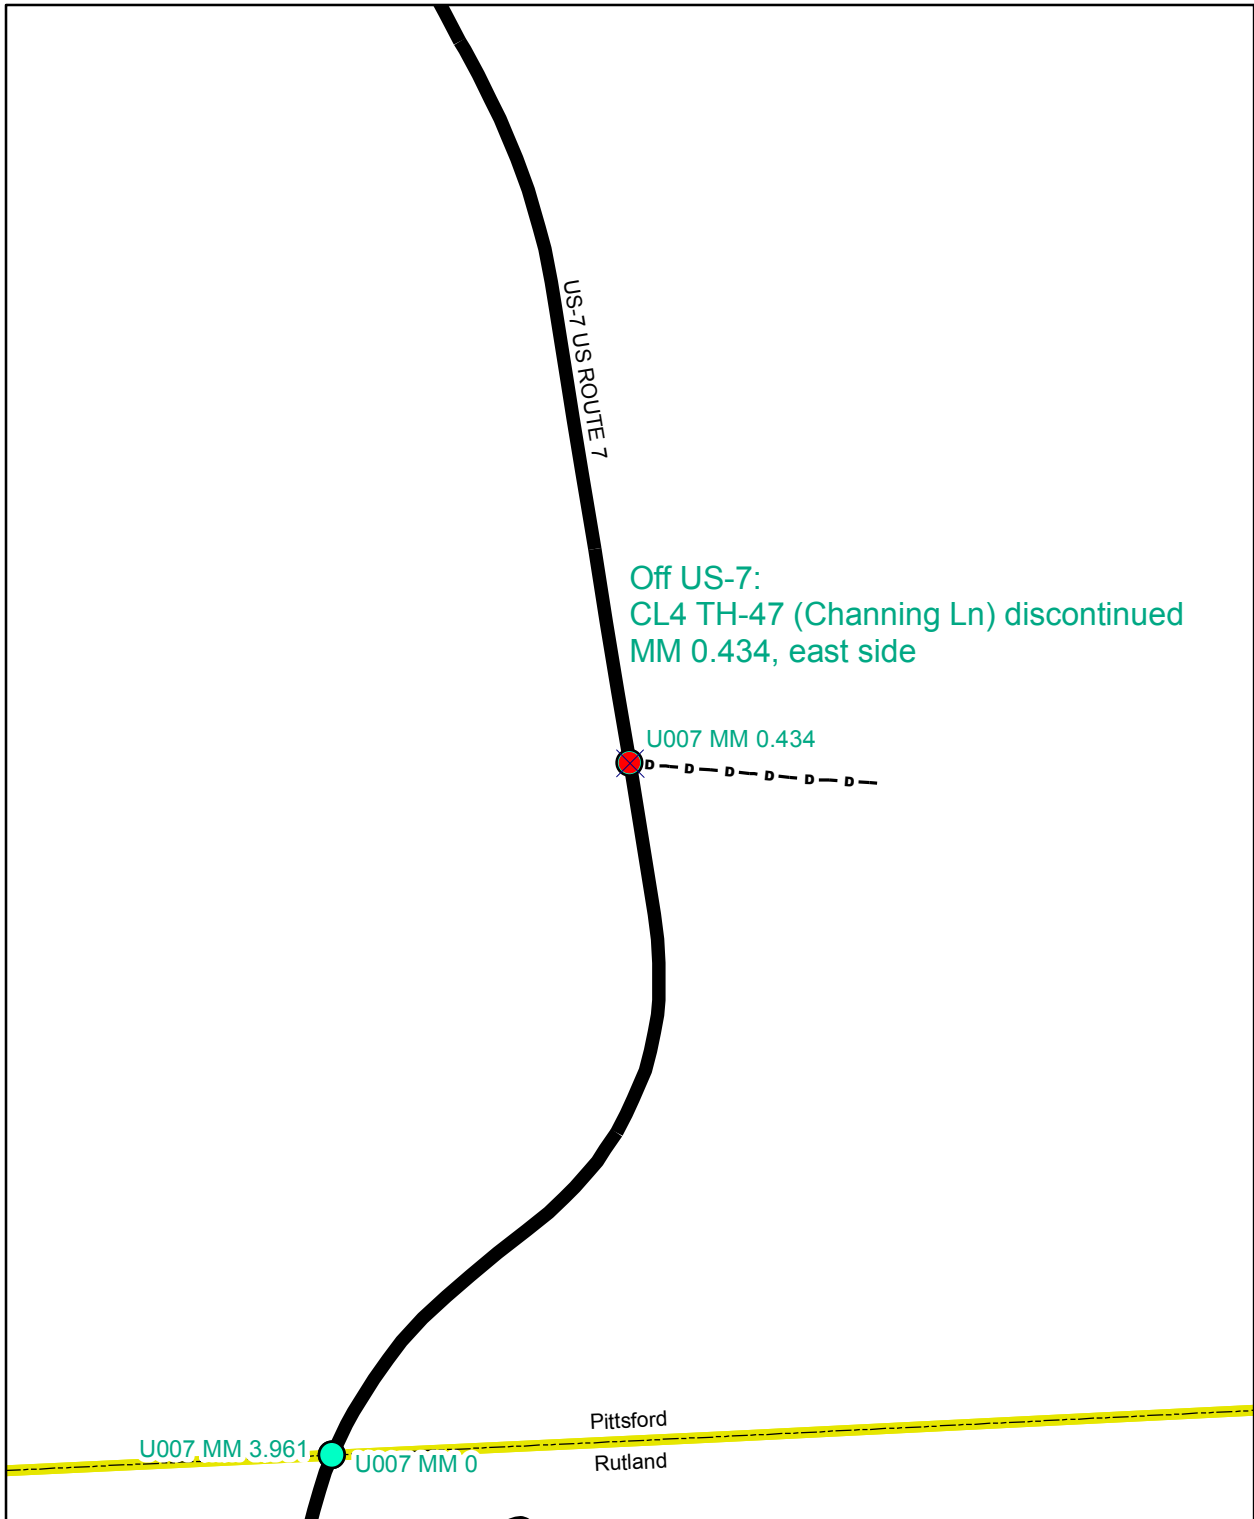 US-7 US ROUTE 7
Off US-7:
CL4 TH-47 (Channing Ln) discontinued
MM 0.434, east side
U007 MM 0.434
D D D D D D
Pittsford
U007 MM 3.961
U007 MM 0
Rutland